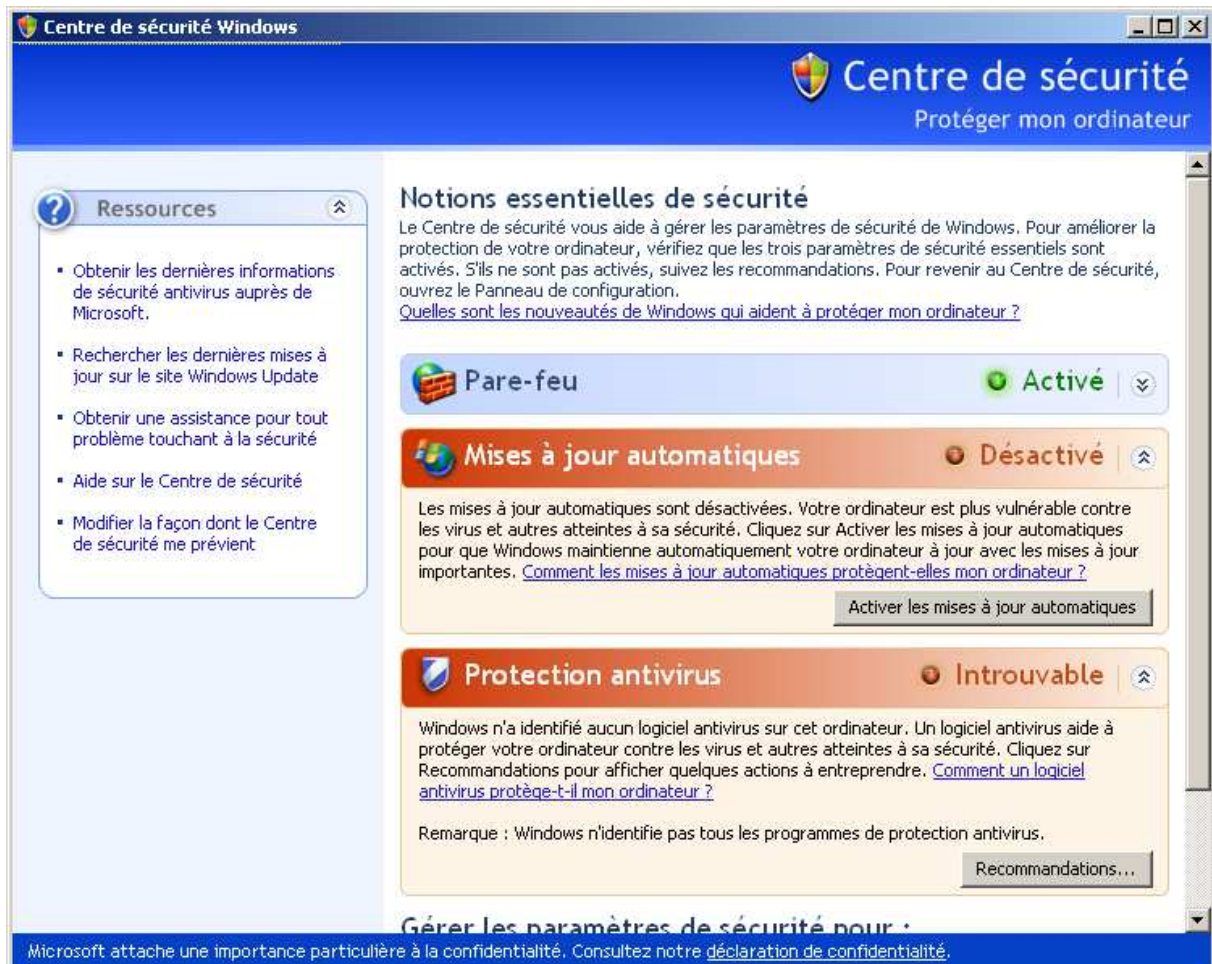 Centre de sécurité Windows
Centre de sécurité
Protéger mon ordinateur
Ressources
Obtenir les dernières informations
de sécurité antivirus auprès de
Microsoft.
Rechercher les dernières mises à
jour sur le site Windows Update
Obtenir une assistance pour tout
problème touchant à la sécurité
Aide sur le Centre de sécurité
Modifier la façon dont le Centre
de sécurité me prévient
Notions essentielles de sécurité
Le Centre de sécurité vous aide à gérer les paramètres de sécurité de Windows. Pour améliorer la
protection de votre ordinateur, vérifiez que les trois paramètres de sécurité essentiels sont
activés. S'ils ne sont pas activés, suivez les recommandations. Pour revenir au Centre de sécurité,
ouvrez le Panneau de configuration.
Quelles sont les nouveautés de Windows qui aident à protéger mon ordinateur ?
Pare-feu Activé
Mises à jour automatiques Désactivé
Les mises à jour automatiques sont désactivées. Votre ordinateur est plus vulnérable contre
les virus et autres atteintes à sa sécurité. Cliquez sur Activer les mises à jour automatiques
pour que Windows maintienne automatiquement votre ordinateur à jour avec les mises à jour
importantes. Comment les mises à jour automatiques protègent-elles mon ordinateur ?
Activer les mises à jour automatiques
Protection antivirus Introuvable
Windows n'a identifié aucun logiciel antivirus sur cet ordinateur. Un logiciel antivirus aide à
protéger votre ordinateur contre les virus et autres atteintes à sa sécurité. Cliquez sur
Recommandations pour afficher quelques actions à entreprendre. Comment un logiciel
antivirus protège-t-il mon ordinateur ?
Remarque : Windows n'identifie pas tous les programmes de protection antivirus.
Recommandations...
Gérer les paramètres de sécurité pour :
Microsoft attache une importance particulière à la confidentialité. Consultez notre déclaration de confidentialité.